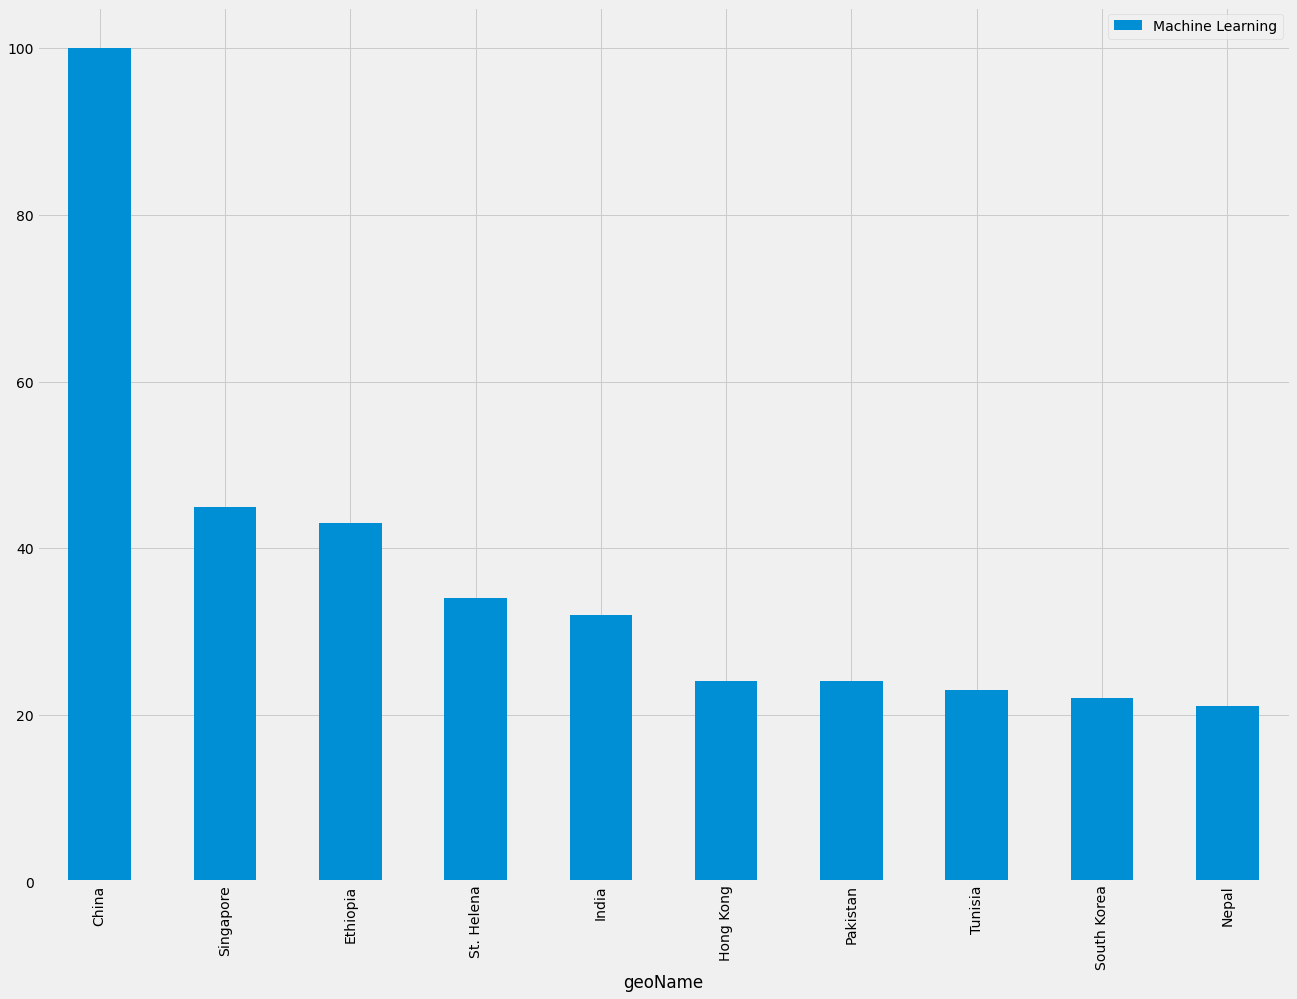 Machine Learning
100
80
60
40
20
0
China
Singapore
Ethiopia
St. Helena
India
Hong Kong
Pakistan
Tunisia
South Korea
Nepal
geoName